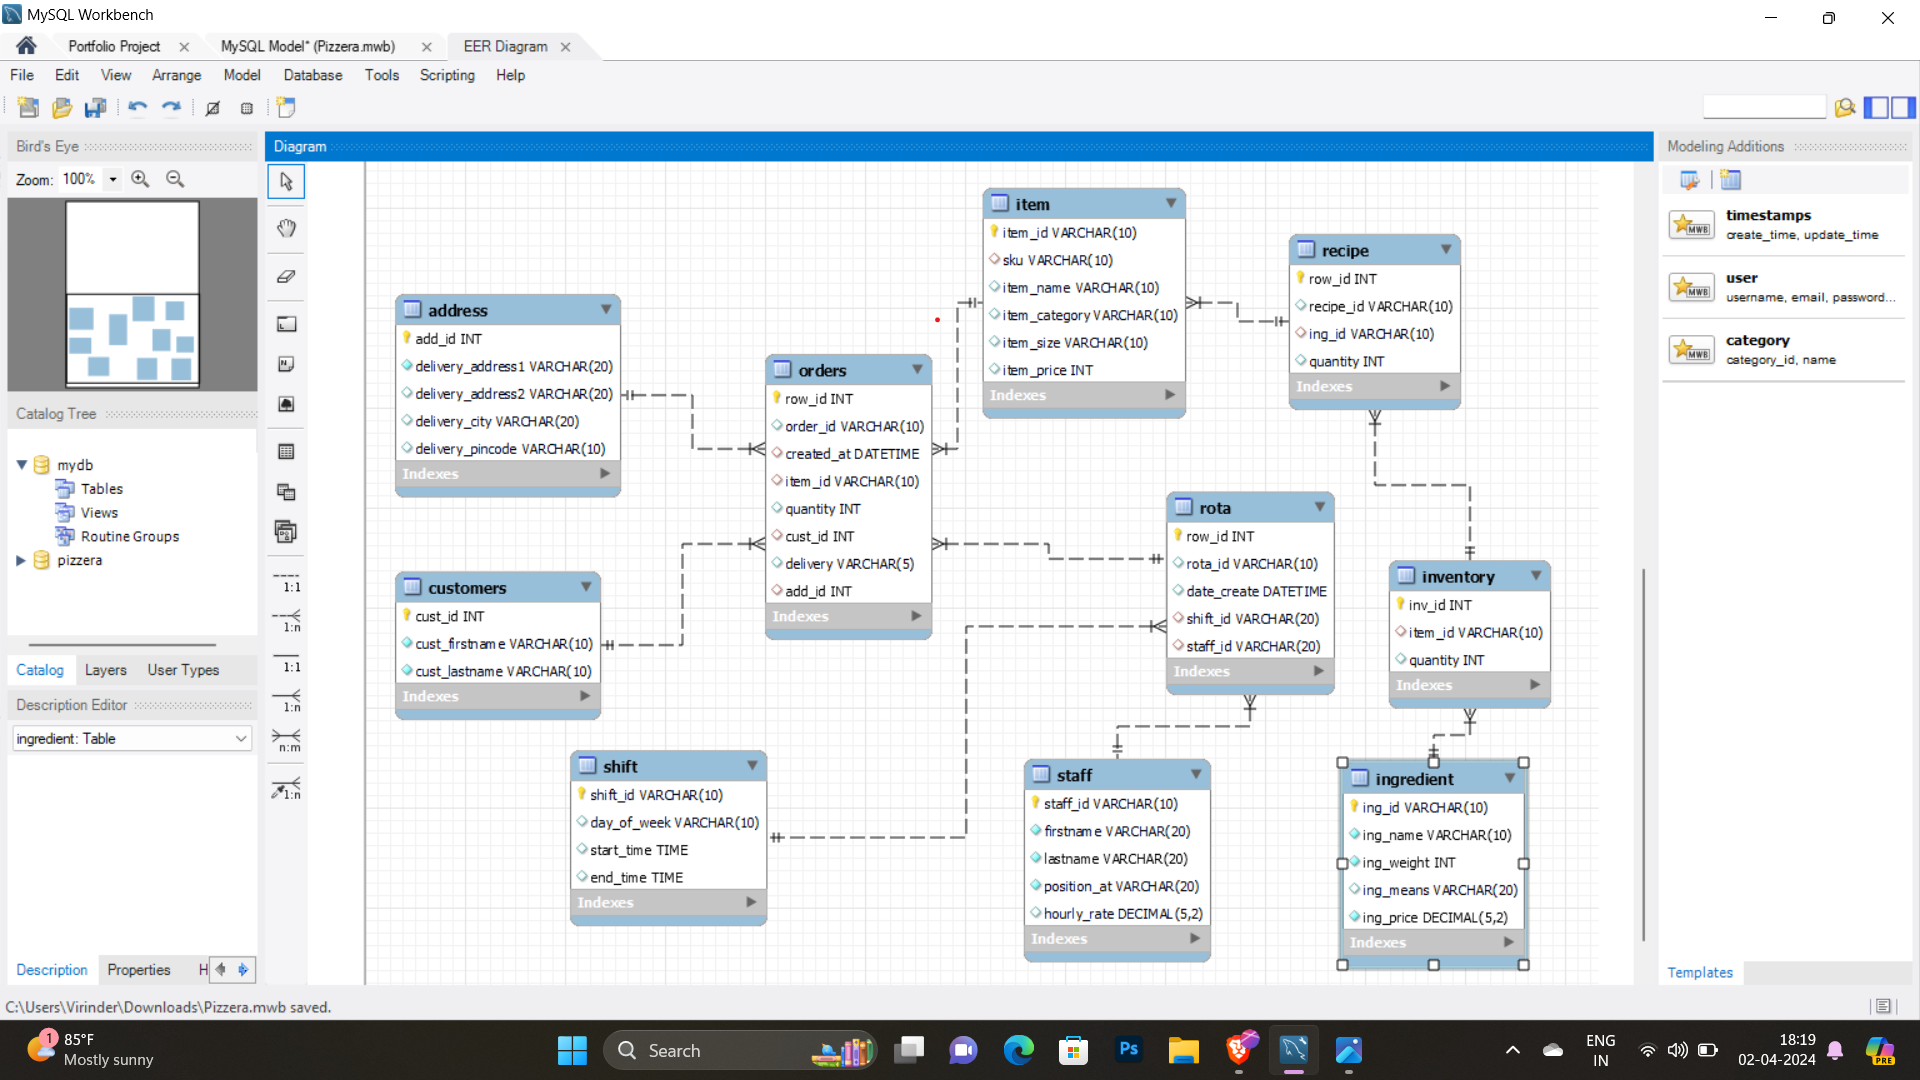 MySQL Workbench
Portfolio Project
MySQL Model* (Pizzera.mwb)
EER Diagram
File Edit View Arrange Model Database Tools Scripting Help
Bird's Eye
Zoom: 100%
Catalog Tree
mydb
Tables
Views
Routine Groups
pizzera
Catalog Layers User Types
Description Editor
ingredient: Table
Description Properties H
1:1
1:n
1:1
1:n
n:m
1:n
Diagram
address
add_id INT
delivery_address1 VARCHAR(20)
delivery_address2 VARCHAR(20)
delivery_city VARCHAR(20)
delivery_pincode VARCHAR(10)
Indexes
customers
cust_id INT
cust_firstname VARCHAR(10)
cust_lastname VARCHAR(10)
Indexes
shift
shift_id VARCHAR(10)
day_of_week VARCHAR(10)
start_time TIME
end_time TIME
Indexes
orders
row_id INT
order_id VARCHAR(10)
created_at DATETIME
item_id VARCHAR(10)
quantity INT
cust_id INT
delivery VARCHAR(5)
add_id INT
Indexes
item
item_id VARCHAR(10)
sku VARCHAR(10)
item_name VARCHAR(10)
item_category VARCHAR(10)
item_size VARCHAR(10)
item_price INT
Indexes
recipe
row_id INT
recipe_id VARCHAR(10)
ing_id VARCHAR(10)
quantity INT
Indexes
rota
row_id INT
rota_id VARCHAR(10)
date_create DATETIME
shift_id VARCHAR(20)
staff_id VARCHAR(20)
Indexes
inventory
inv_id INT
item_id VARCHAR(10)
quantity INT
Indexes
staff
staff_id VARCHAR(10)
firstname VARCHAR(20)
lastname VARCHAR(20)
position_at VARCHAR(20)
hourly_rate DECIMAL(5,2)
Indexes
ingredient
ing_id VARCHAR(10)
ing_name VARCHAR(10)
ing_weight INT
ing_means VARCHAR(20)
ing_price DECIMAL(5,2)
Indexes
Modeling Additions
MWB
timestamps
create_time, update_time
MWB
user
username, email, password...
MWB
category
category_id, name
Templates
C:\Users\Virinder\Downloads\Pizzera.mwb saved.
1
85°F
Mostly sunny
Search
Ps
ENG
IN
18:19
02-04-2024
PRE